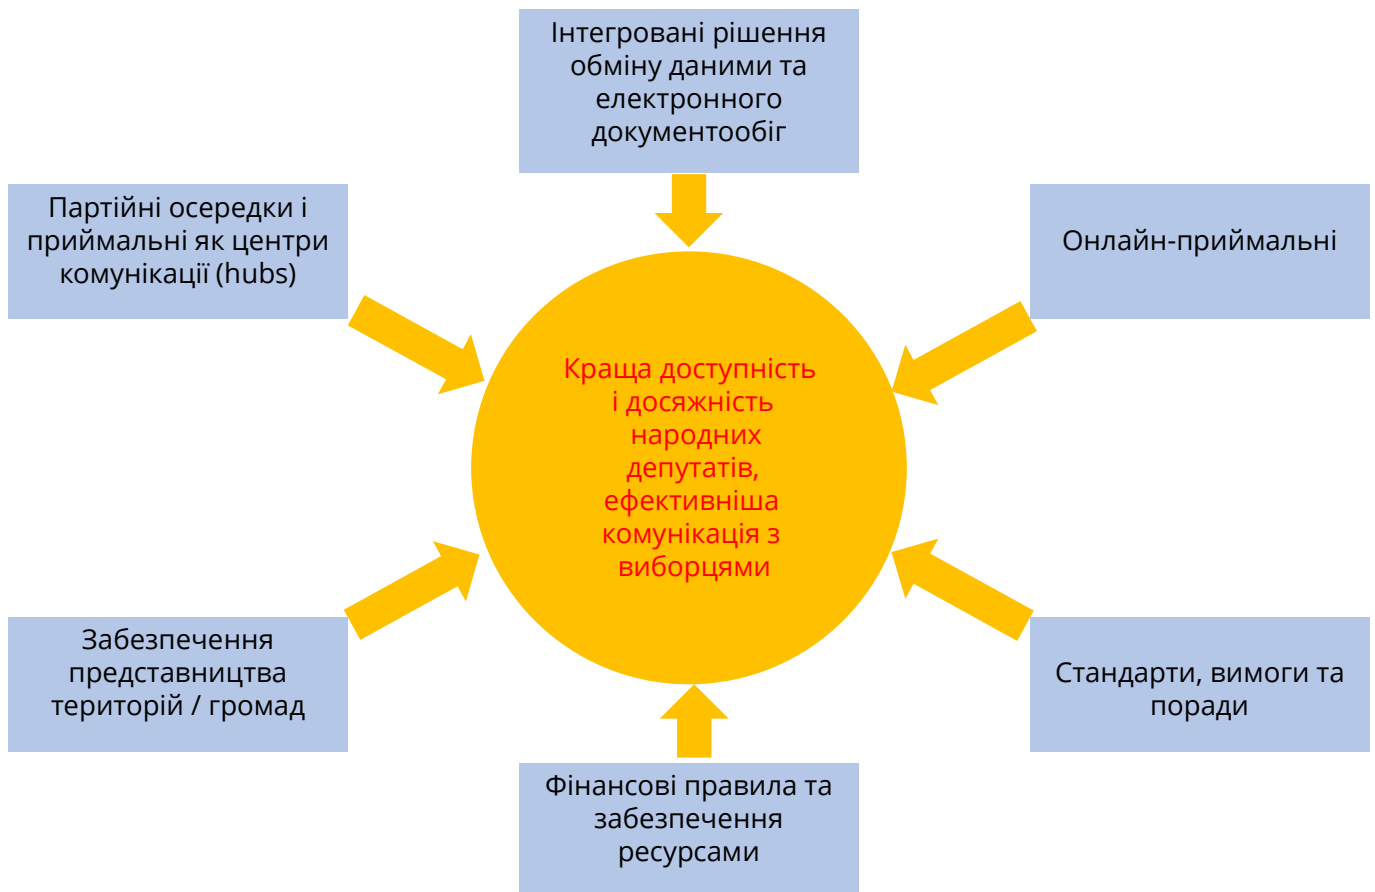 Інтегровані рішення
обміну даними та
електронного
документообіг
Партійні осередки і
приймальні як центри
комунікації (hubs)
Онлайн-приймальні
Краща доступність
і досяжність
народних
депутатів,
ефективніша
комунікація з
виборцями
Забезпечення
представництва
територій / громад
Стандарти, вимоги та
поради
Фінансові правила та
забезпечення
ресурсами